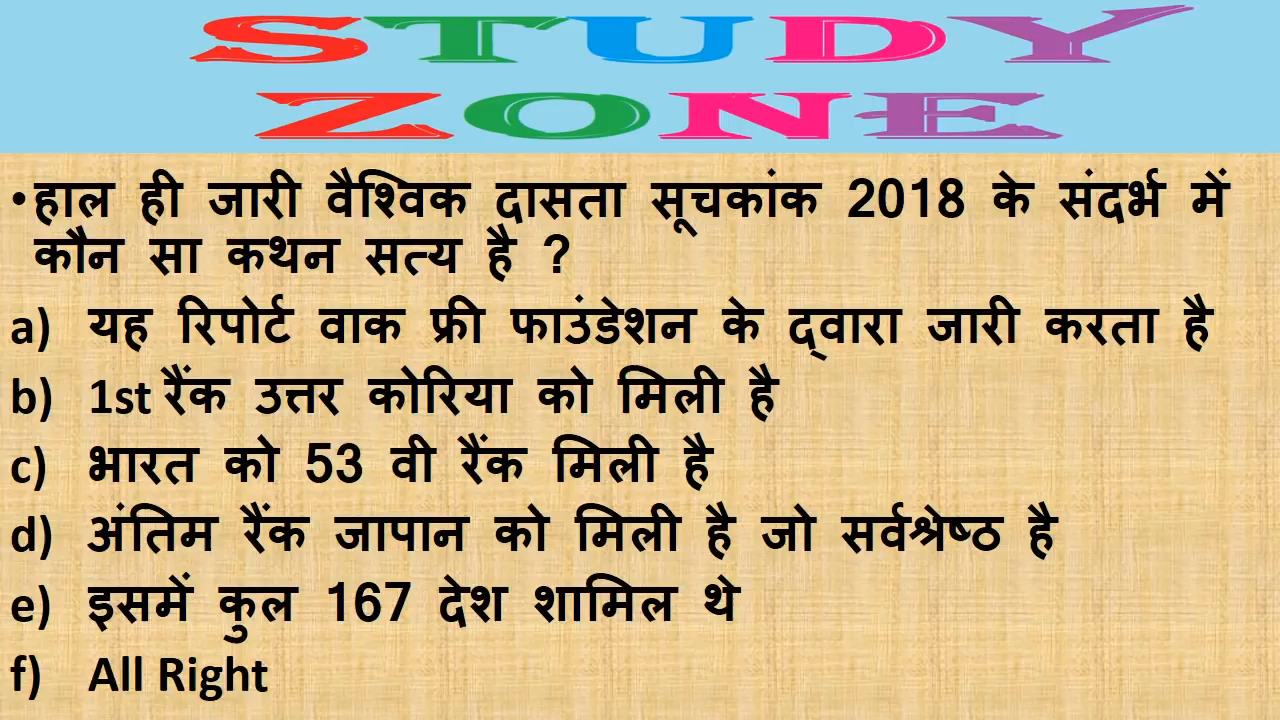 STUDY
ZONE
•हाल ही जारी वैश्विक दासता सूचकांक 2018 के संदर्भ में
कौन सा कथन सत्य है ?
a) यह रिपोर्ट वाक फ्री फाउंडेशन के द्वारा जारी करता है
b) 1st रैंक उत्तर कोरिया को मिली है
c) भारत को 53 वी रैंक मिली है
d) अंतिम रैंक जापान को मिली है जो सर्वश्रेष्ठ है
e) इसमें कुल 167 देश शामिल थे
f) All Right